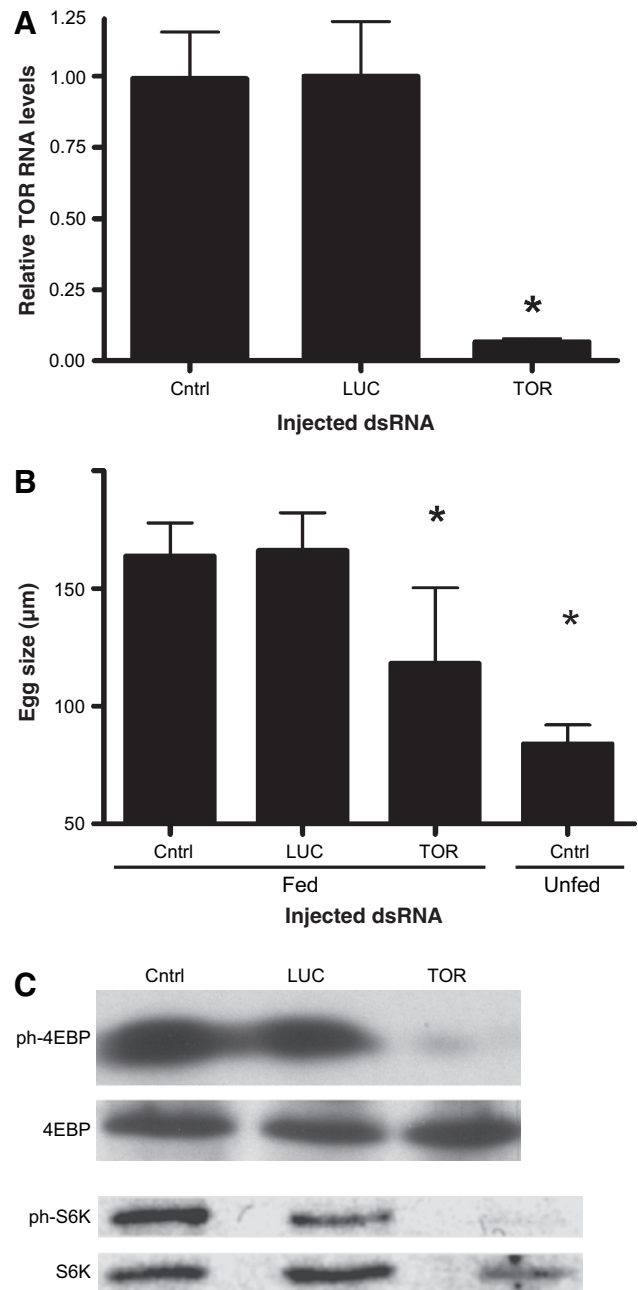 A
Relative TOR RNA levels
1.25
1.00
0.75
0.50
0.25
0.00
*
Cntrl LUC TOR
Injected dsRNA
B
Egg size (µm)
150
100
50
*
*
Cntrl LUC TOR Cntrl
Fed Unfed
Injected dsRNA
C
Cntrl LUC TOR
ph-4EBP
4EBP
ph-S6K
S6K